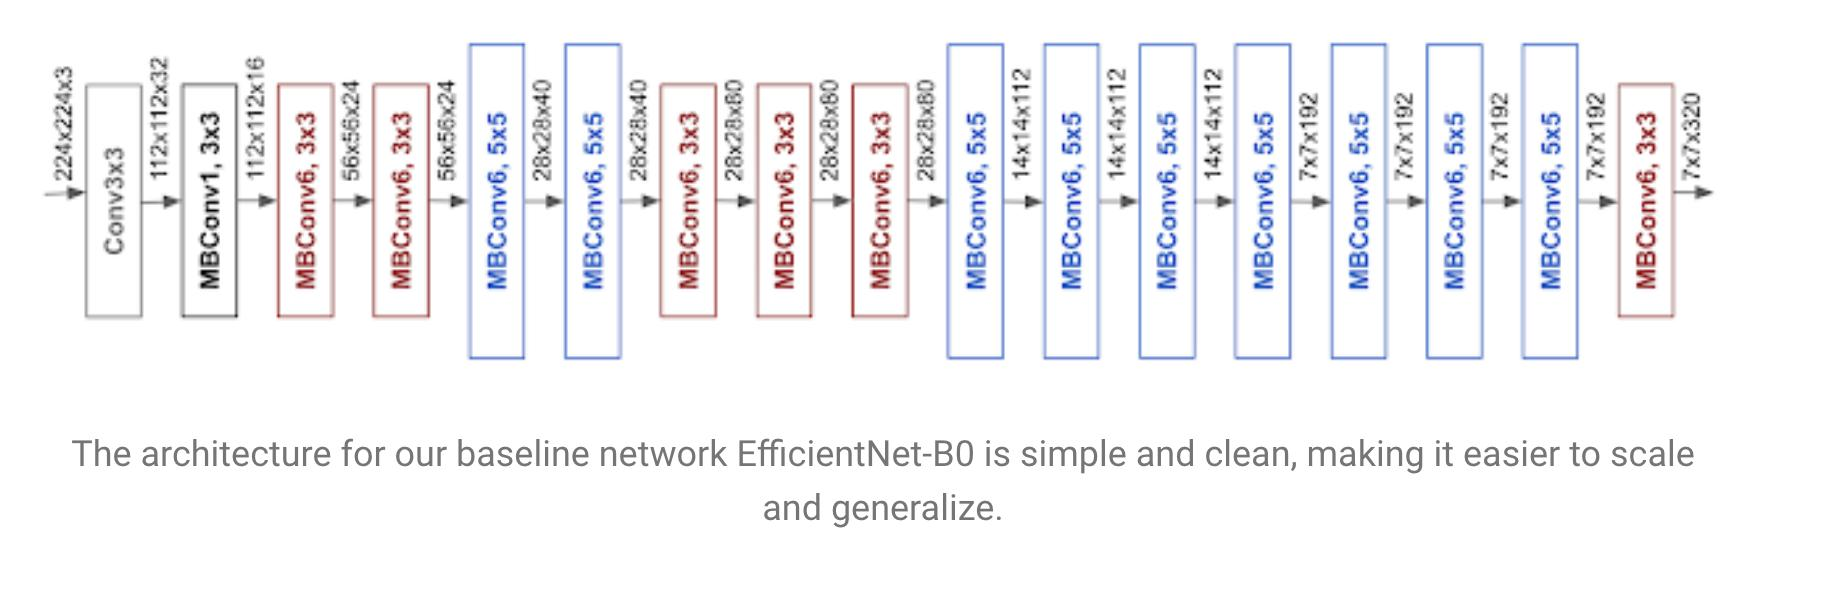 224x224x3
Conv3x3
112x112x32
MBConv1, 3x3
112x112x16
MBConv6, 3x3
56x56x24
MBConv6, 3x3
56x56x24
MBConv6, 5x5
28x28x40
MBConv6, 5x5
28x28x40
MBConv6, 3x3
28x28x80
MBConv6, 3x3
28x28x80
MBConv6, 3x3
28x28x80
MBConv6, 5x5
14x14x112
MBConv6, 5x5
14x14x112
MBConv6, 5x5
14x14x112
MBConv6, 5x5
7x7x192
MBConv6, 5x5
7x7x192
MBConv6, 5x5
7x7x192
MBConv6, 5x5
7x7x192
MBConv6, 3x3
7x7x320
The architecture for our baseline network EfficientNet-B0 is simple and clean, making it easier to scale
and generalize.